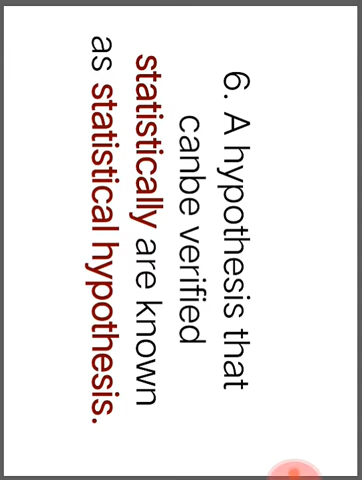 6. A hypothesis that
canbe verified
statistically are known
as statistical hypothesis.